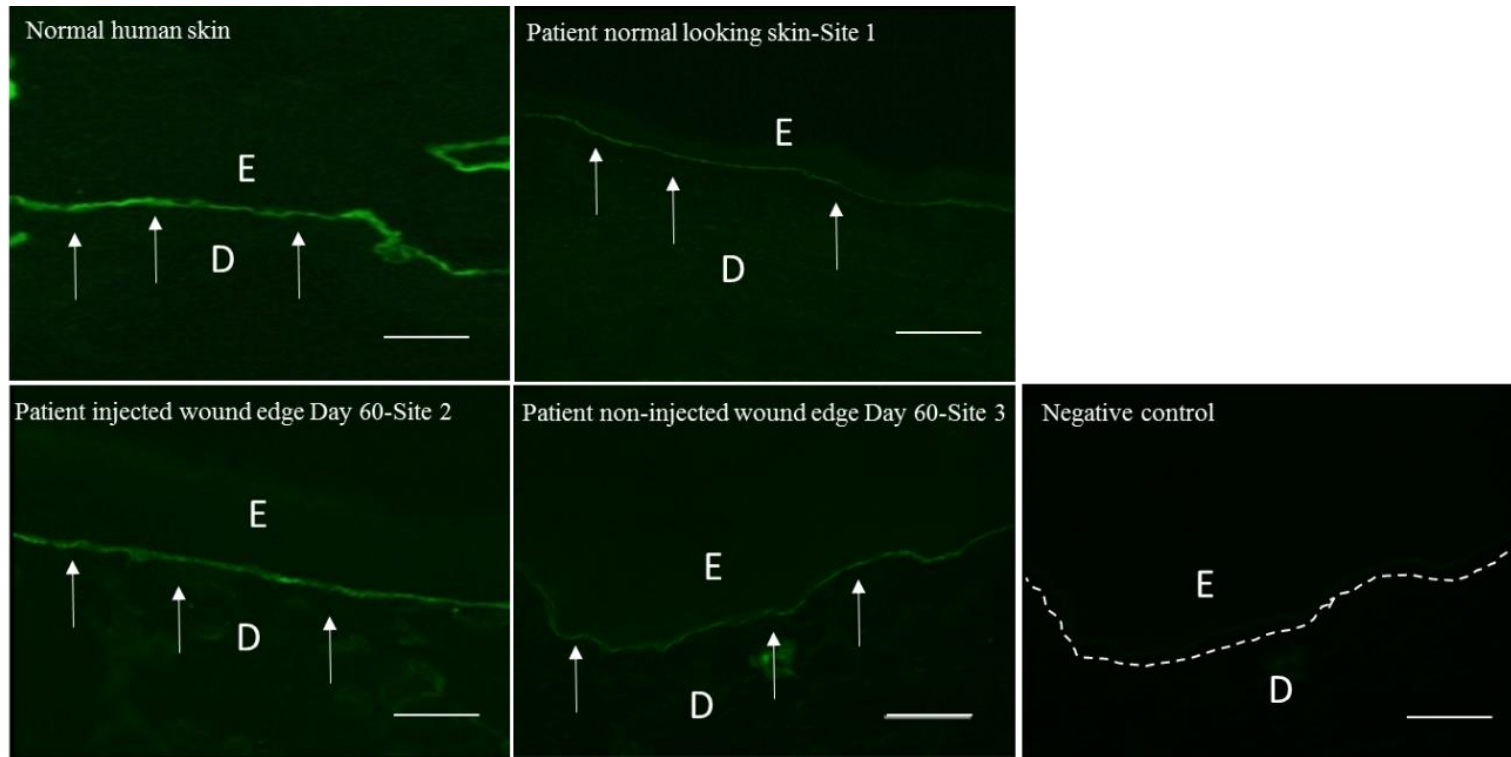 Normal human skin
E
D
Patient normal looking skin-Site 1
E
D
Patient injected wound edge Day 60-Site 2
E
D
Patient non-injected wound edge Day 60-Site 3
E
D
Negative control
E
D